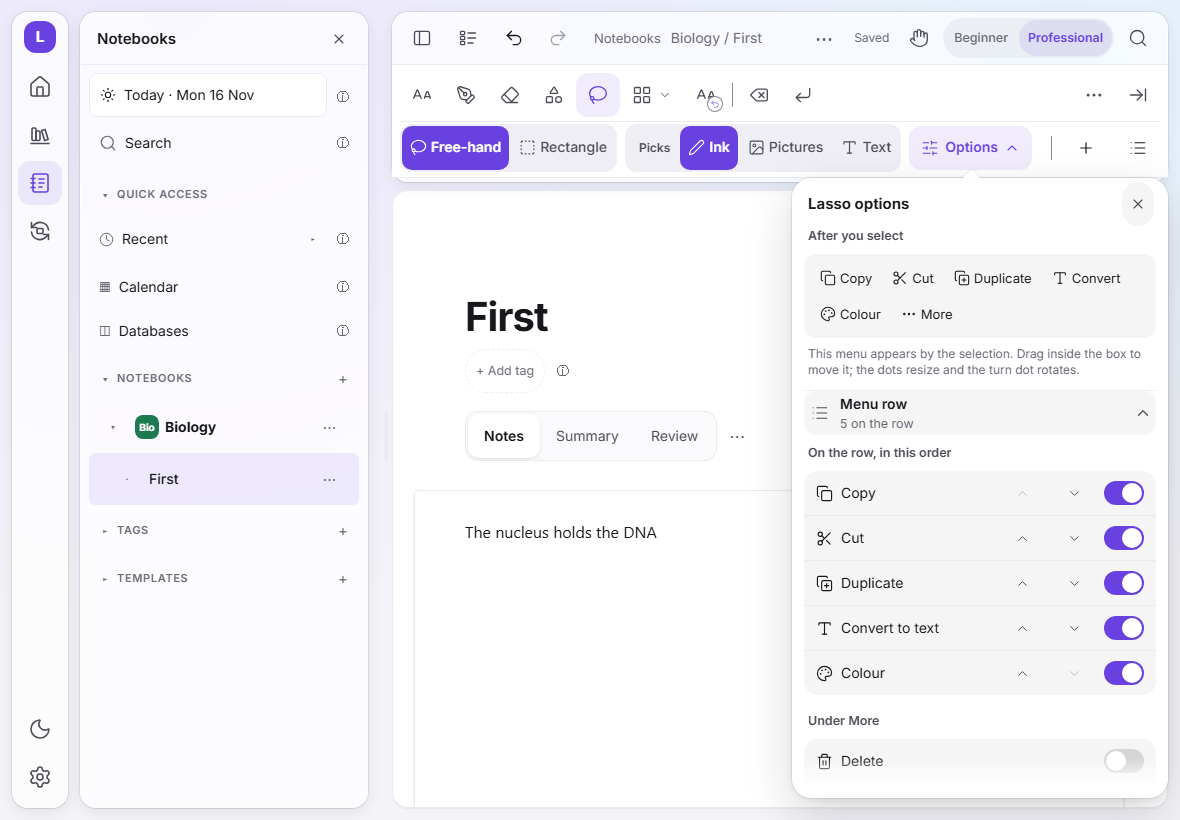 L
Notebooks
Today · Mon 16 Nov
Search
QUICK ACCESS
Recent
Calendar
Databases
NOTEBOOKS
Bio Biology
First
TAGS
TEMPLATES
Notebooks Biology / First
Saved
Beginner Professional
AA
AA
Free-hand Rectangle Picks Ink Pictures Text Options
First
+ Add tag
Notes Summary Review
The nucleus holds the DNA
Lasso options
After you select
Copy Cut Duplicate Convert
Colour More
This menu appears by the selection. Drag inside the box to
move it; the dots resize and the turn dot rotates.
Menu row
5 on the row
On the row, in this order
Copy
Cut
Duplicate
Convert to text
Colour
Under More
Delete